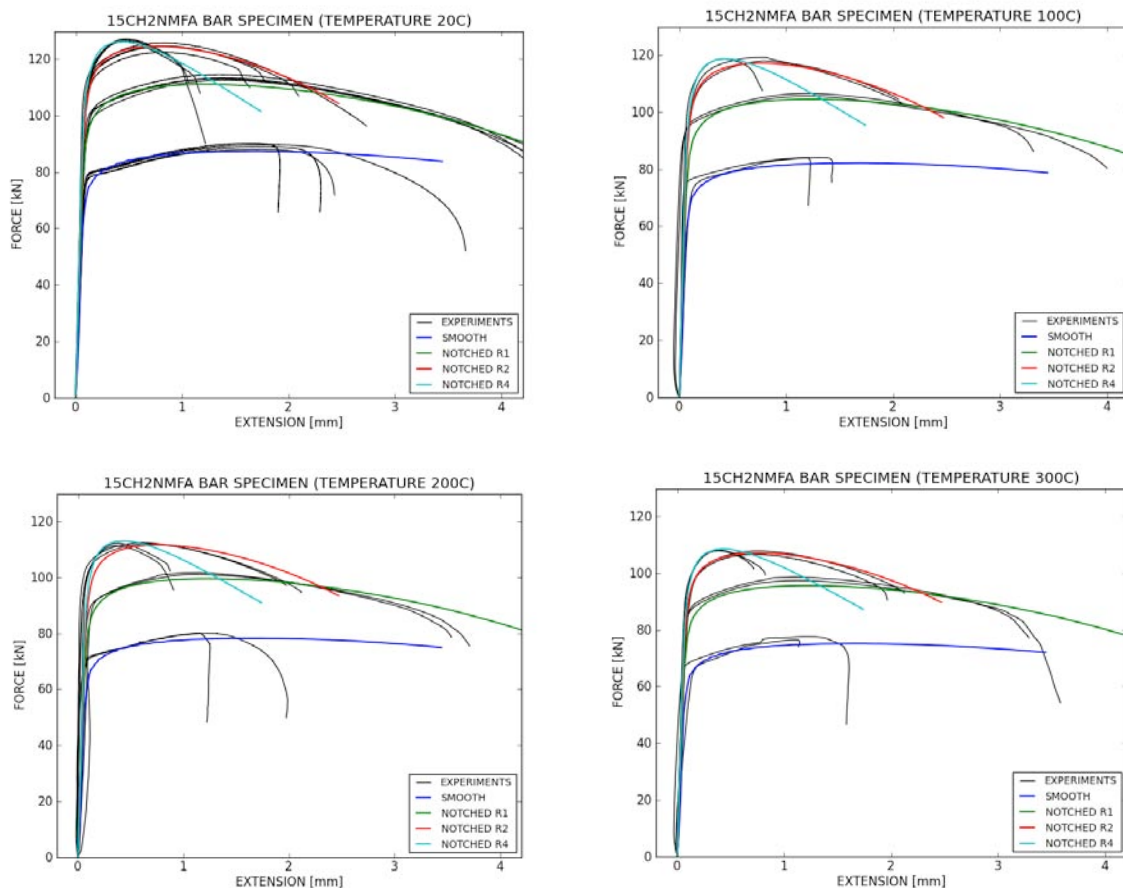 15CH2NMFA BAR SPECIMEN (TEMPERATURE 20C)
120
100
80
60
40
20
0
FORCE [kN]
EXPERIMENTS
SMOOTH
NOTCHED R1
NOTCHED R2
NOTCHED R4
0 1 2 3 4
EXTENSION [mm]
15CH2NMFA BAR SPECIMEN (TEMPERATURE 100C)
120
100
80
60
40
20
0
FORCE [kN]
EXPERIMENTS
SMOOTH
NOTCHED R1
NOTCHED R2
NOTCHED R4
0 1 2 3 4
EXTENSION [mm]
15CH2NMFA BAR SPECIMEN (TEMPERATURE 200C)
120
100
80
60
40
20
0
FORCE [kN]
EXPERIMENTS
SMOOTH
NOTCHED R1
NOTCHED R2
NOTCHED R4
0 1 2 3 4
EXTENSION [mm]
15CH2NMFA BAR SPECIMEN (TEMPERATURE 300C)
120
100
80
60
40
20
0
FORCE [kN]
EXPERIMENTS
SMOOTH
NOTCHED R1
NOTCHED R2
NOTCHED R4
0 1 2 3 4
EXTENSION [mm]